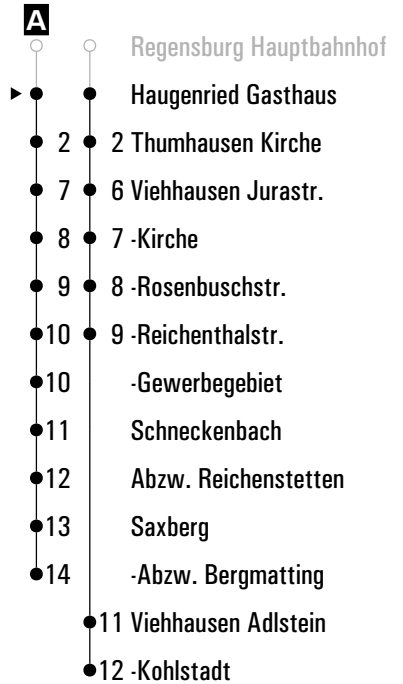 A
Regensburg Hauptbahnhof
Haugenried Gasthaus
2 2 Thumhausen Kirche
7 6 Viehhausen Jurastr.
8 7 -Kirche
9 8 -Rosenbuschstr.
10 9 -Reichenthalstr.
10 -Gewerbegebiet
11 Schneckenbach
12 Abzw. Reichenstetten
13 Saxberg
14 -Abzw. Bergmatting
11 Viehhausen Adlstein
12 -Kohlstadt